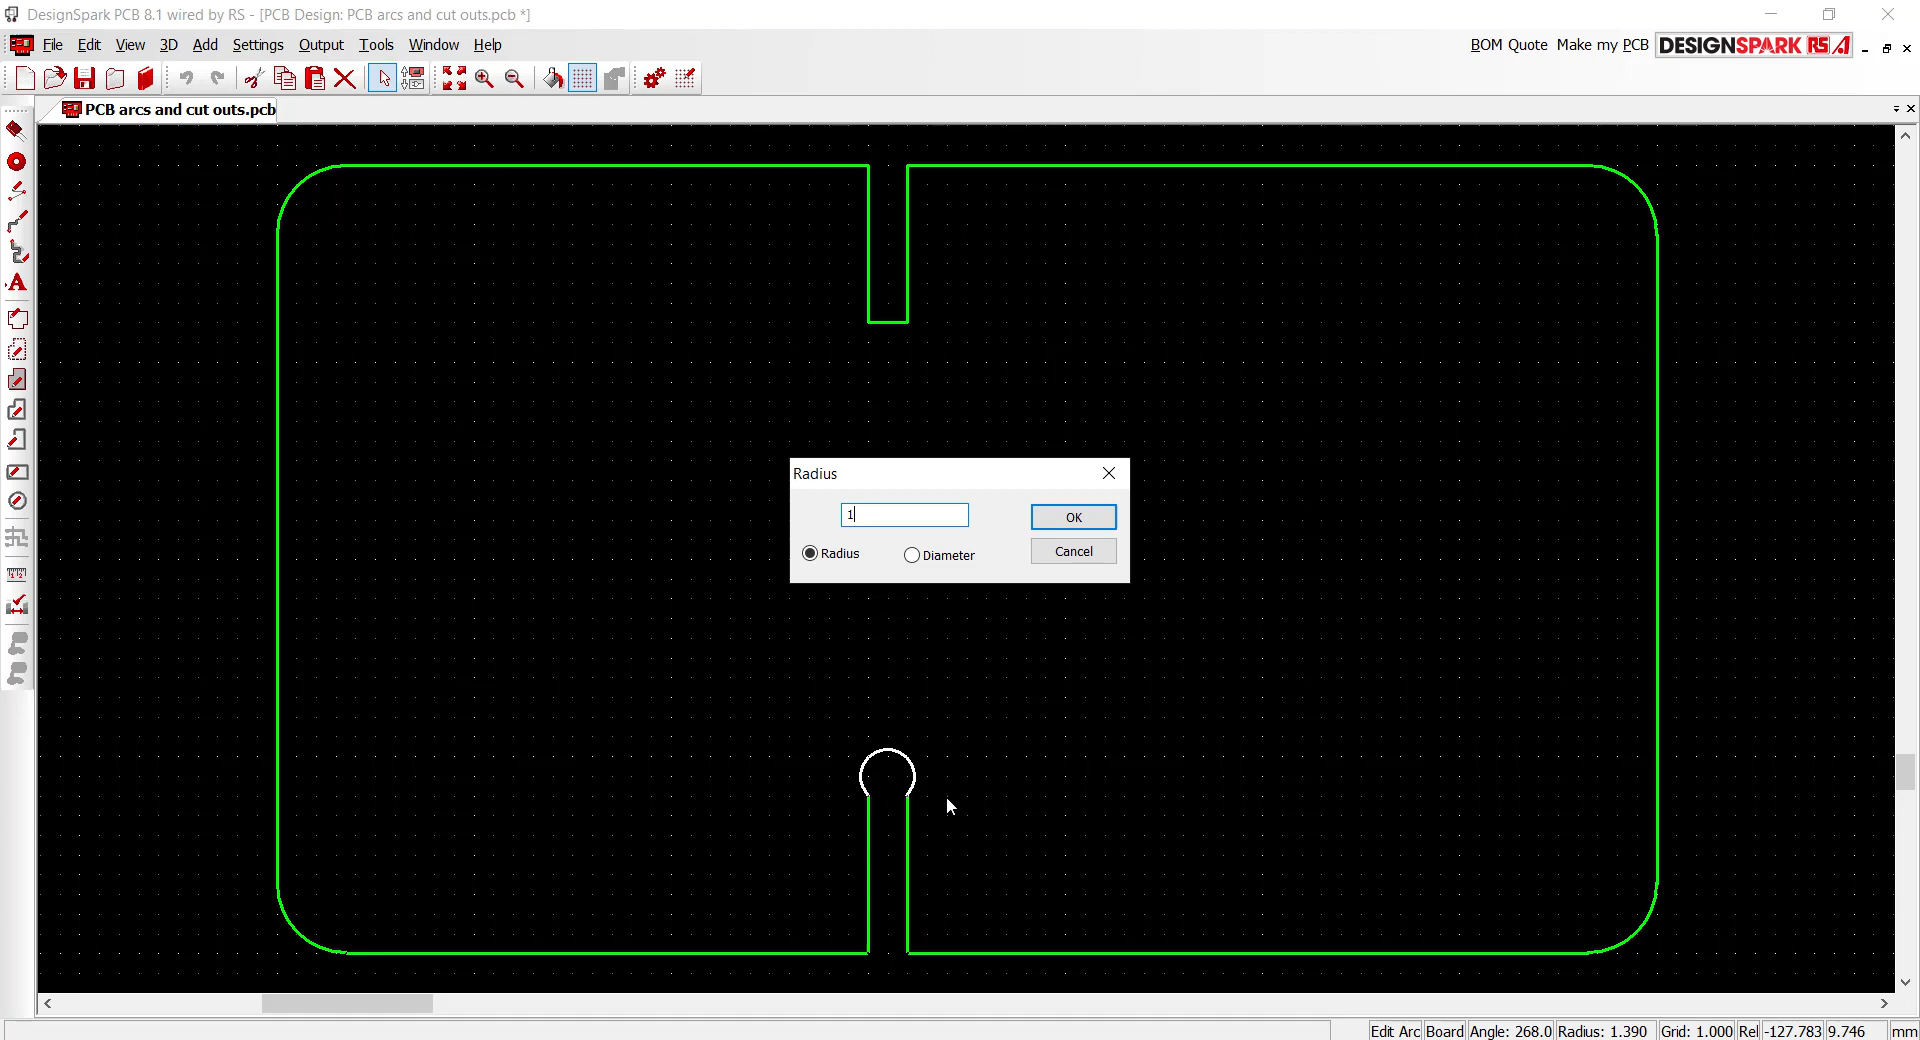 DesignSpark PCB 8.1 wired by RS - [PCB Design: PCB arcs and cut outs.pcb *]
File Edit View 3D Add Settings Output Tools Window Help BOM Quote Make my PCB DESIGNSPARK RS
PCB arcs and cut outs.pcb
A
Radius
1 OK
Radius Diameter Cancel
Edit Arc Board Angle: 268.0 Radius: 1.390 Grid: 1.000 Rel -127.783 9.746 mm